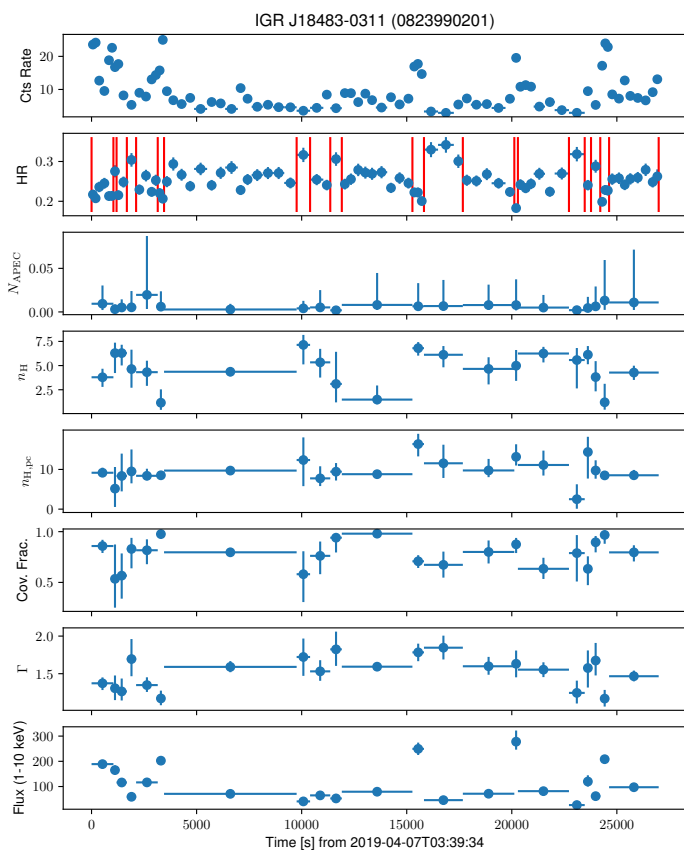 IGR J18483-0311 (0823990201)
Cts Rate
20
10
HR
0.3
0.2
N_APEC
0.05
0.00
n_H
7.5
5.0
2.5
n_H,pc
10
0
Cov. Frac.
1.0
0.5
Γ
2.0
1.5
Flux (1-10 keV)
300
200
100
0 5000 10000 15000 20000 25000
Time [s] from 2019-04-07T03:39:34